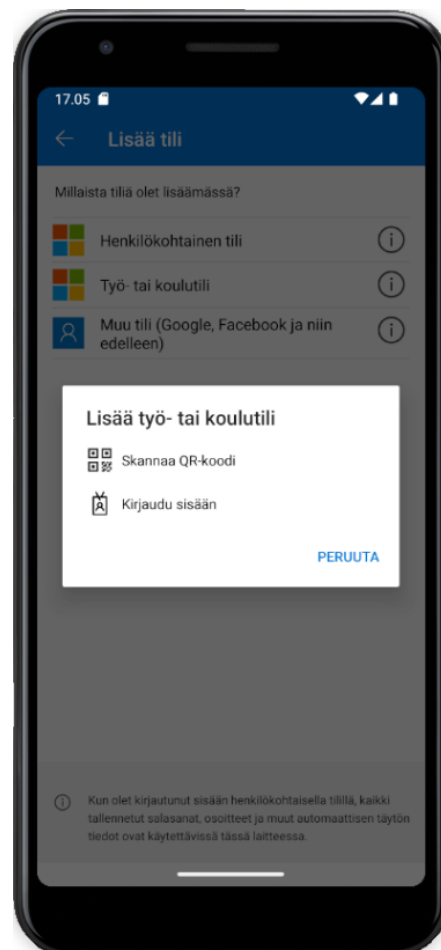 17.05
Lisää tili
Millaista tiliä olet lisäämässä?
Henkilökohtainen tili
Työ- tai koulutili
Muu tili (Google, Facebook ja niin
edelleen)
Lisää työ- tai koulutili
Skannaa QR-koodi
Kirjaudu sisään
PERUUTA
Kun olet kirjautunut sisään henkilökohtaisella tilillä, kaikki
tallennetut salasanat, osoitteet ja muut automaattisen täytön
tiedot ovat käytettävissä tässä laitteessa.